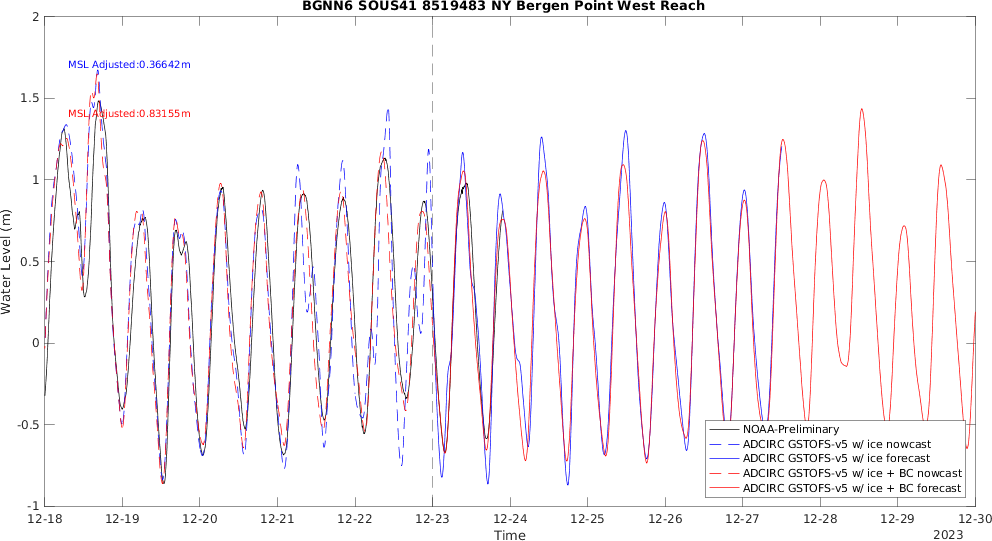 BGNN6 SOUS41 8519483 NY Bergen Point West Reach
2
MSL Adjusted:0.36642m
1.5
MSL Adjusted:0.83155m
1
0.5
0
-0.5
-1
Water Level (m)
NOAA-Preliminary
ADCIRC GSTOFS-v5 w/ ice nowcast
ADCIRC GSTOFS-v5 w/ ice forecast
ADCIRC GSTOFS-v5 w/ ice + BC nowcast
ADCIRC GSTOFS-v5 w/ ice + BC forecast
12-18 12-19 12-20 12-21 12-22 12-23 12-24 12-25 12-26 12-27 12-28 12-29 12-30
Time
2023